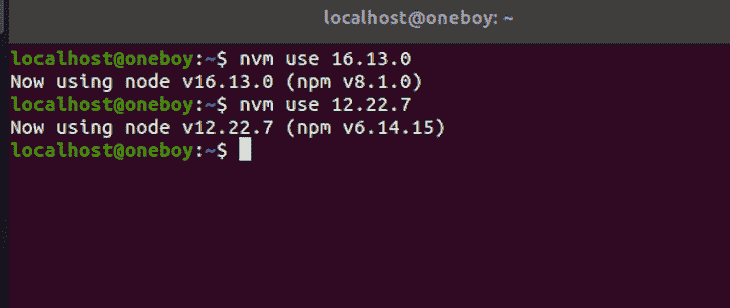 localhost@oneboy: ~
localhost@oneboy:~$ nvm use 16.13.0
Now using node v16.13.0 (npm v8.1.0)
localhost@oneboy:~$ nvm use 12.22.7
Now using node v12.22.7 (npm v6.14.15)
localhost@oneboy:~$